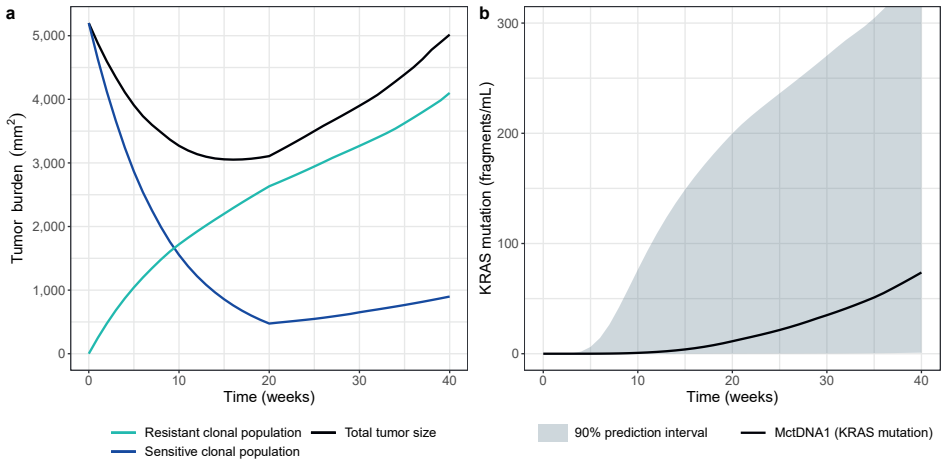 a
5,000
4,000
3,000
2,000
1,000
0
Tumor burden (mm2)
0 10 20 30 40
Time (weeks)
Resistant clonal population
Total tumor size
Sensitive clonal population
b
300
200
100
0
KRAS mutation (fragments/mL)
0 10 20 30 40
Time (weeks)
90% prediction interval
MctDNA1 (KRAS mutation)